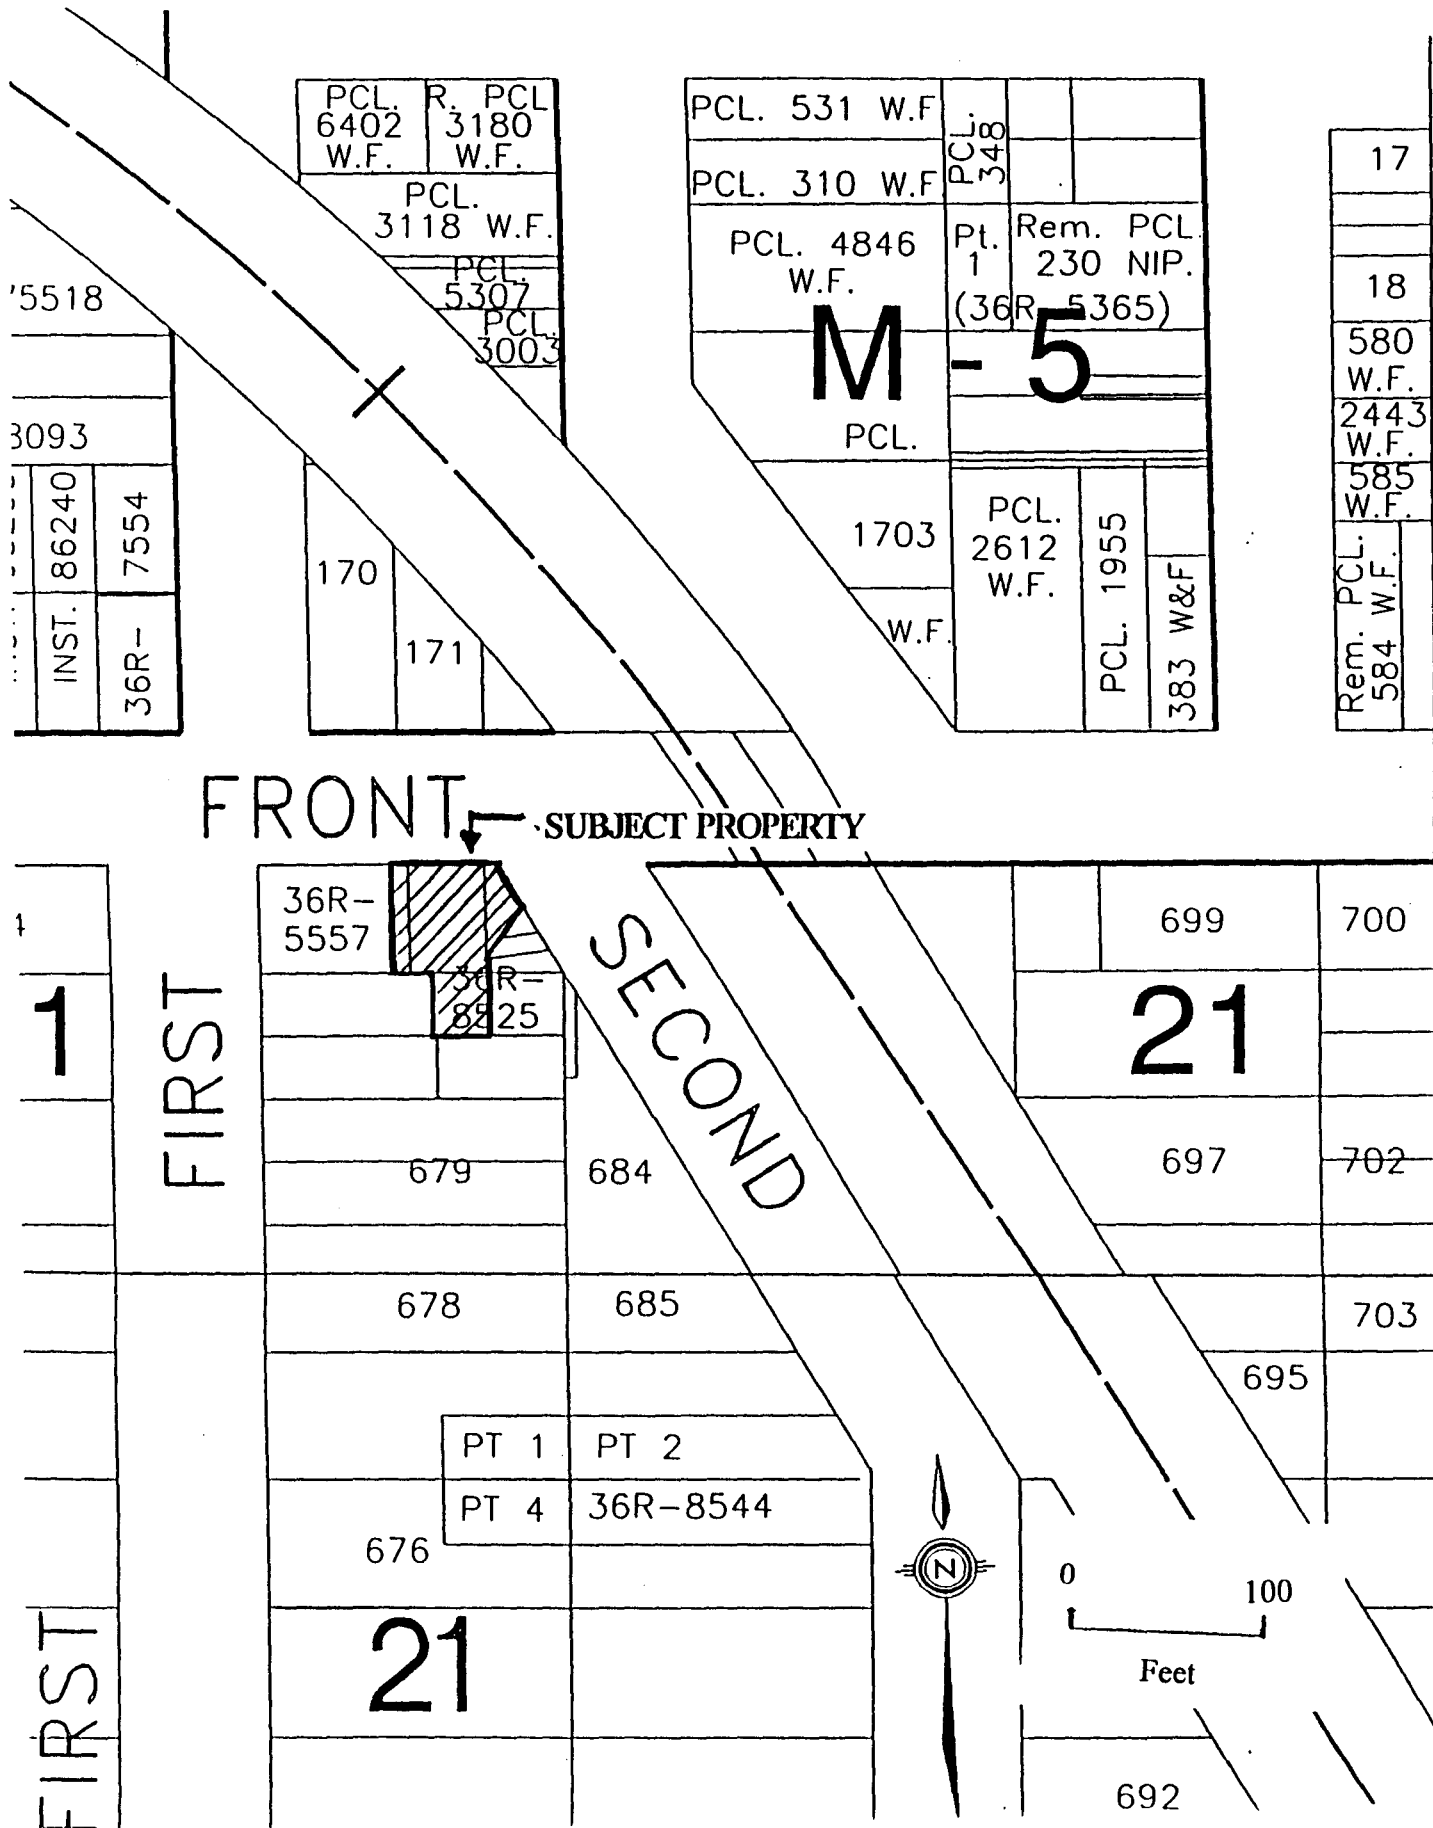 PCL.
6402
W.F.
R. PCL
3180
W.F.
PCL.
3118 W.F.
PCL.
5307
PCL.
3003
PCL. 531 W.F
PCL. 310 W.F
PCL.
348
PCL. 4846
W.F.
Pt.
1
Rem. PCL.
230 NIP.
(36R-5365)
M - 5
PCL.
1703
W.F.
PCL.
2612
W.F.
PCL. 1955
383 W&F
17
18
580
W.F.
2443
W.F.
585
W.F.
Rem. PCL.
584 W.F.
5518
3093
INST. 86240
36R- 7554
170
171
FRONT
SUBJECT PROPERTY
36R-
5557
36R-
8525
1
FIRST
SECOND
699
700
21
679
684
697
702
678
685
703
695
PT 1
PT 2
PT 4
36R-8544
676
21
FIRST
N
0
100
Feet
692